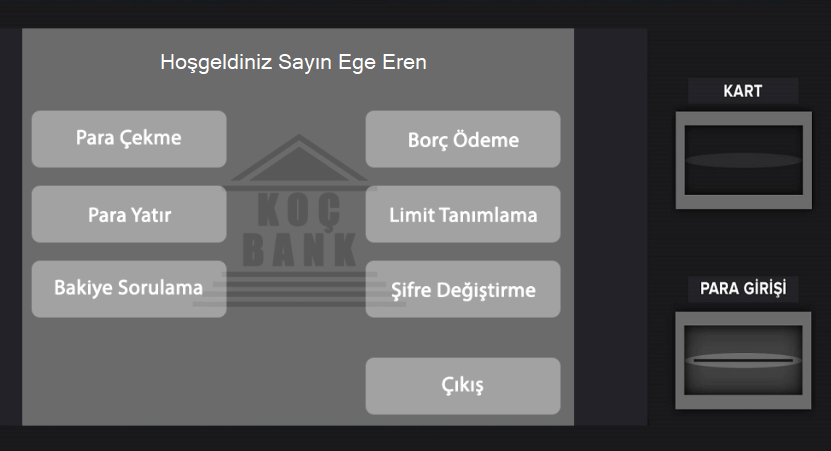 Hoşgeldiniz Sayın Ege Eren
KART
Para Çekme
Borç Ödeme
Para Yatır
KOÇ
BANK
Limit Tanımlama
Bakiye Sorulama
Şifre Değiştirme
PARA GİRİŞİ
Çıkış